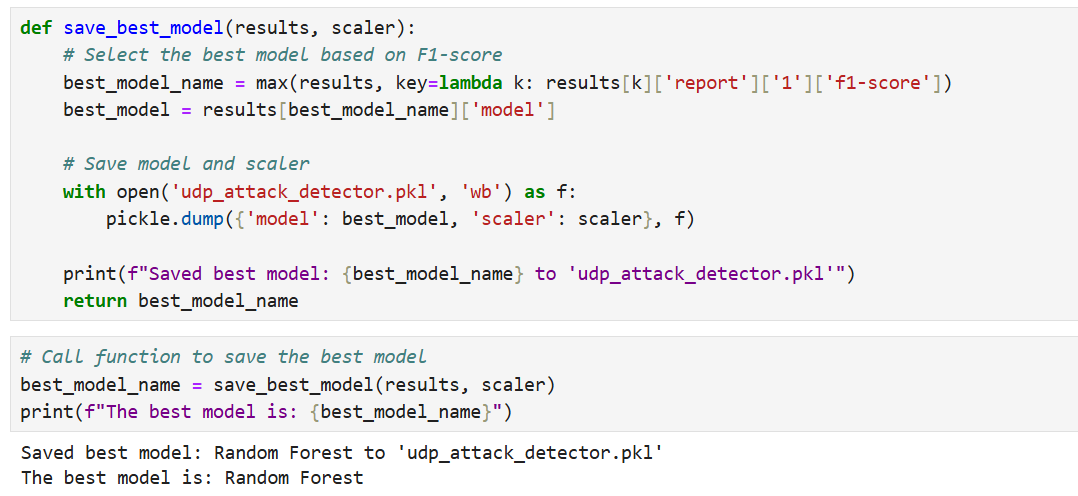 def save_best_model(results, scaler):
    # Select the best model based on F1-score
    best_model_name = max(results, key=lambda k: results[k]['report']['1']['f1-score'])
    best_model = results[best_model_name]['model']

    # Save model and scaler
    with open('udp_attack_detector.pkl', 'wb') as f:
        pickle.dump({'model': best_model, 'scaler': scaler}, f)

    print(f"Saved best model: {best_model_name} to 'udp_attack_detector.pkl'")
    return best_model_name

# Call function to save the best model
best_model_name = save_best_model(results, scaler)
print(f"The best model is: {best_model_name}")

Saved best model: Random Forest to 'udp_attack_detector.pkl'
The best model is: Random Forest